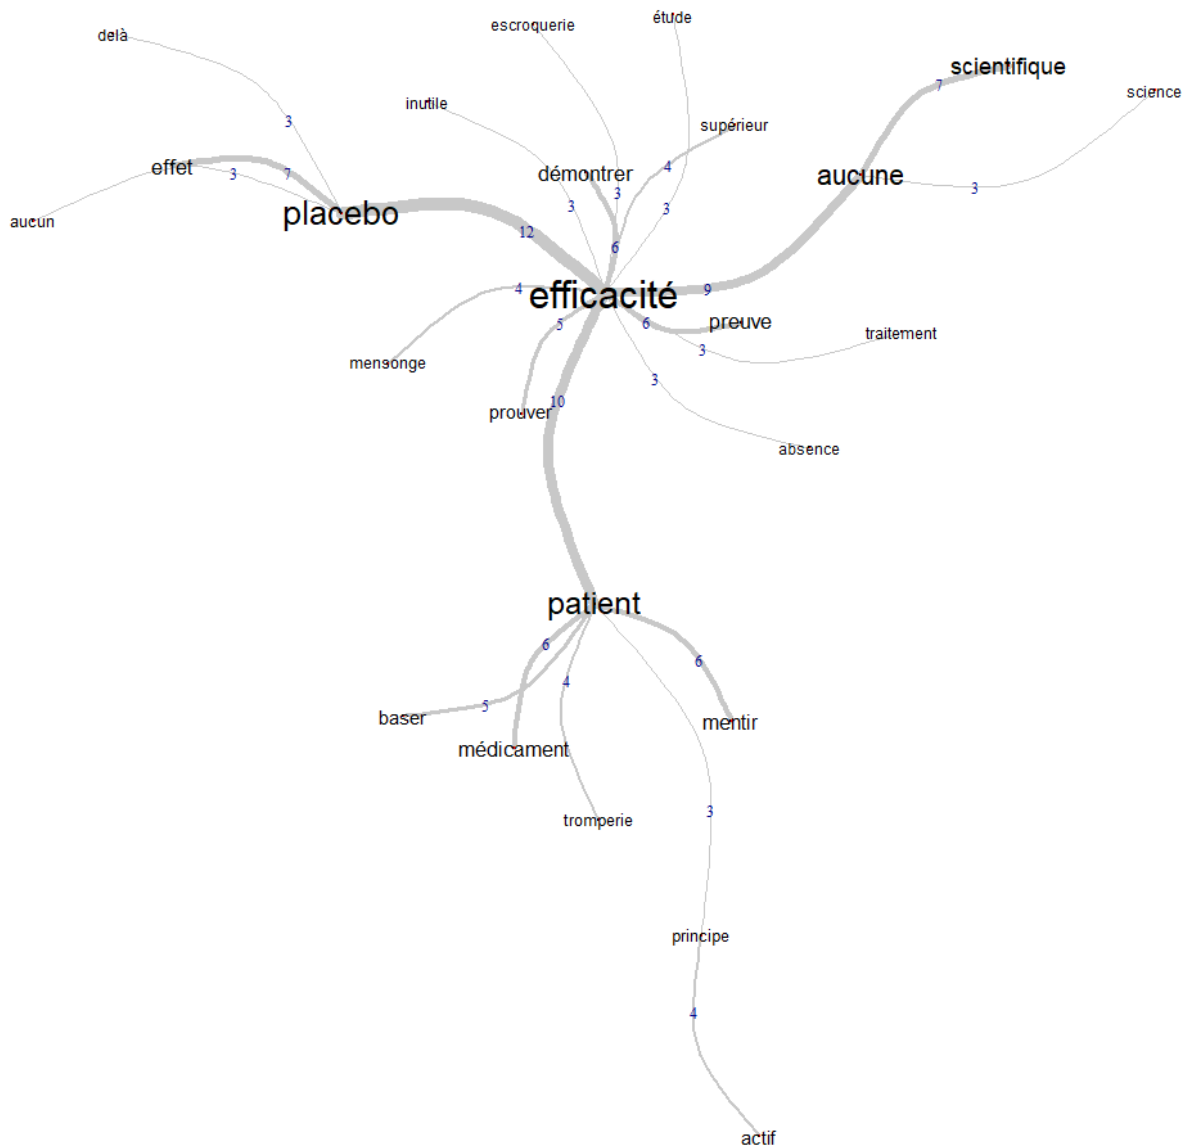 escroquerie
étude
delà
scientifique
science
inutile
supérieur
7
3
effet
3
7
démontrer
4
aucune
3
placebo
3
3
3
aucun
12
6
efficacité
4
9
5
6
preuve
mensonge
3
traitement
3
prouver
10
absence
patient
6
6
4
baser
5
mentir
médicament
3
tromperie
principe
4
actif